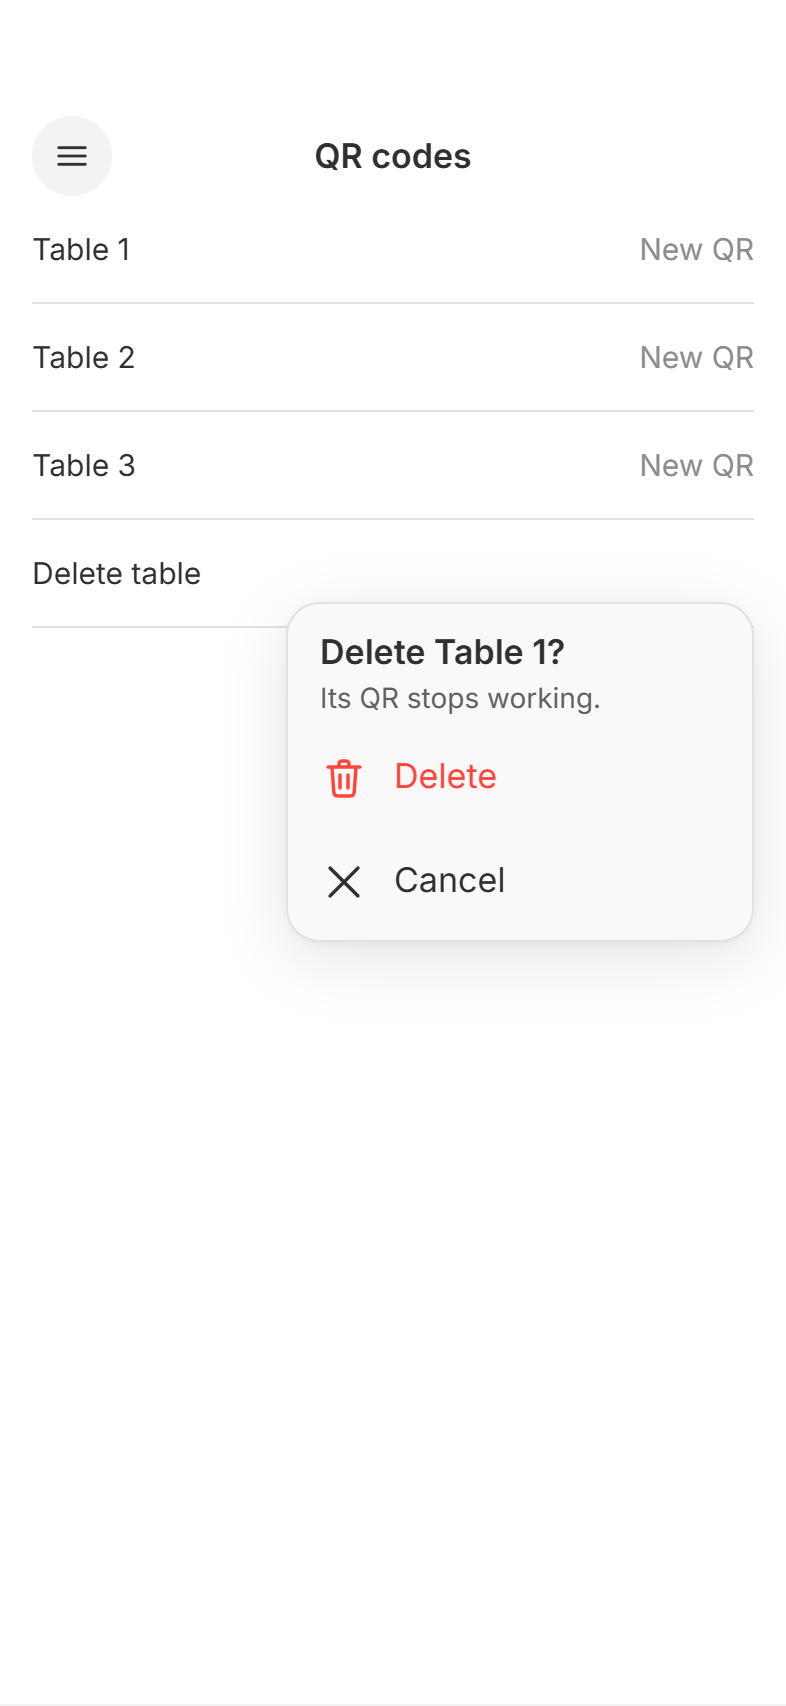 QR codes
Table 1 New QR
Table 2 New QR
Table 3 New QR
Delete table
Delete Table 1?
Its QR stops working.
Delete
Cancel